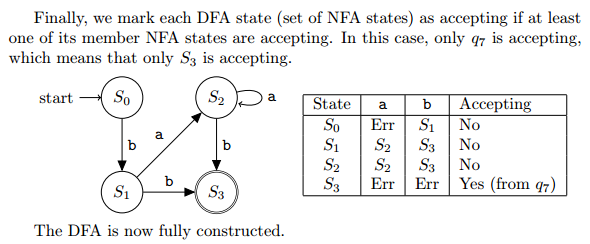 Finally, we mark each DFA state (set of NFA states) as accepting if at least
one of its member NFA states are accepting. In this case, only q7 is accepting,
which means that only S3 is accepting.
start S0 S2 a
b a b
S1 b S3
State a b Accepting
S0 Err S1 No
S1 S2 S3 No
S2 S2 S3 No
S3 Err Err Yes (from q7)
The DFA is now fully constructed.